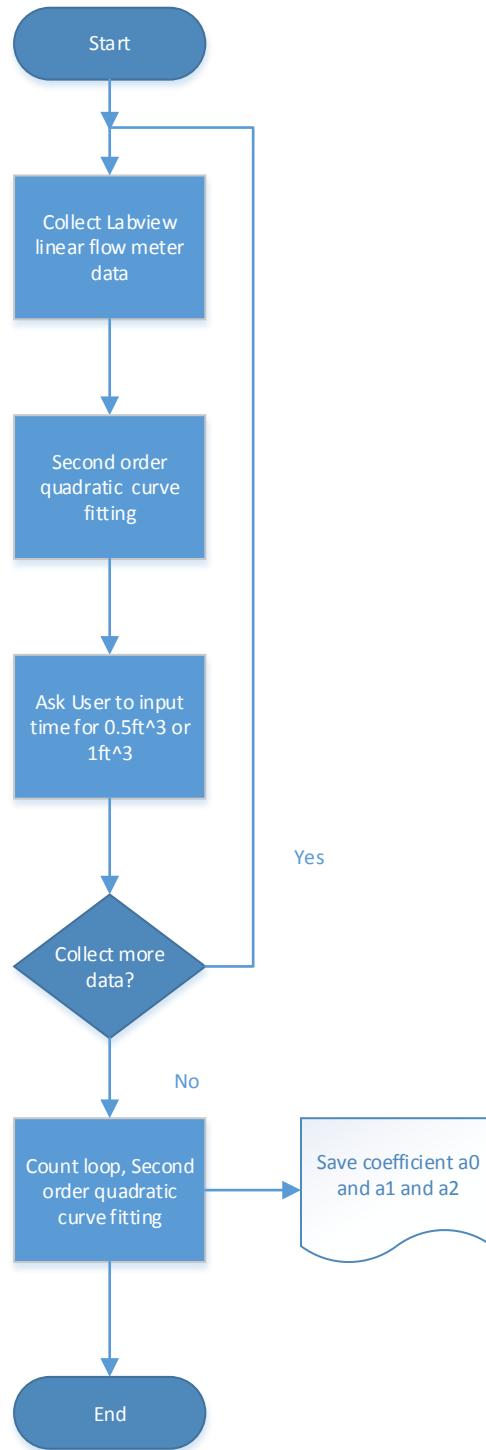 Start
Collect Labview
linear flow meter
data
Second order
quadratic curve
fitting
Ask User to input
time for 0.5ft^3 or
1ft^3
Yes
Collect more
data?
No
Count loop, Second
order quadratic
curve fitting
Save coefficient a0
and a1 and a2
End